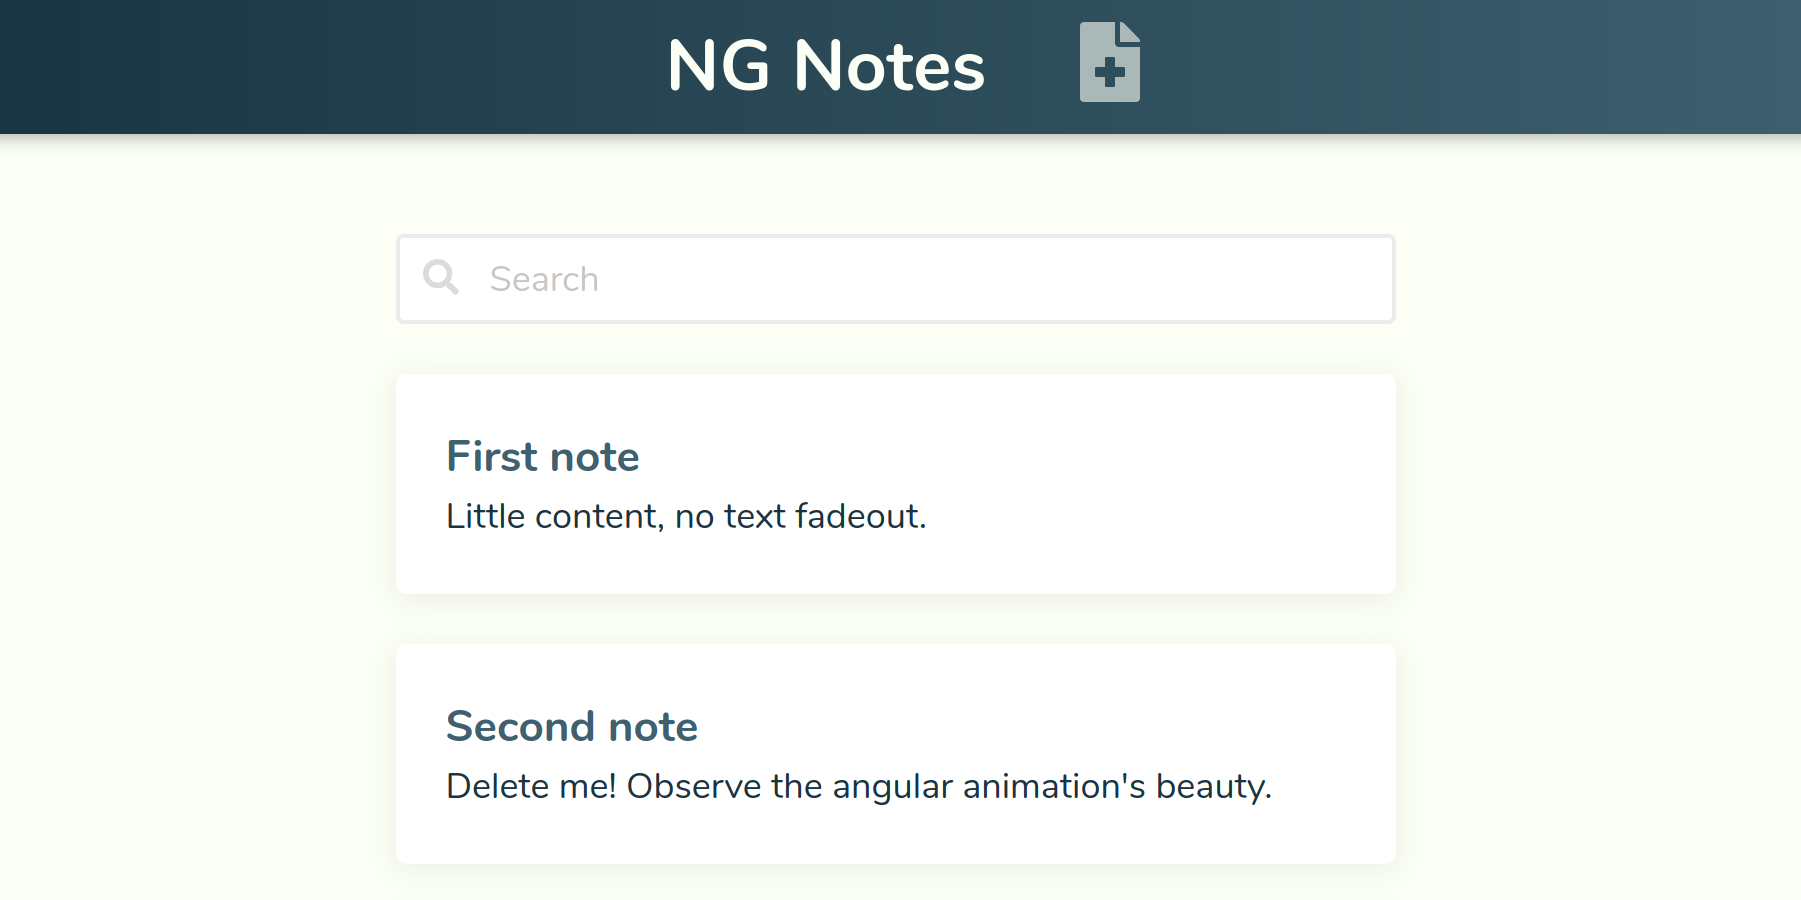 NG Notes
Search
First note
Little content, no text fadeout.
Second note
Delete me! Observe the angular animation's beauty.